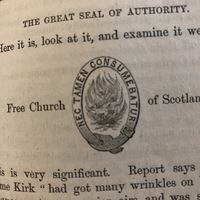 THE GREAT SEAL OF AUTHORITY.
Here it is, look at it, and examine it we
NEC TAMEN CONSUMEBATUR
Free Church
of Scotlan
is very significant. Report says
me Kirk "had got many wrinkles on